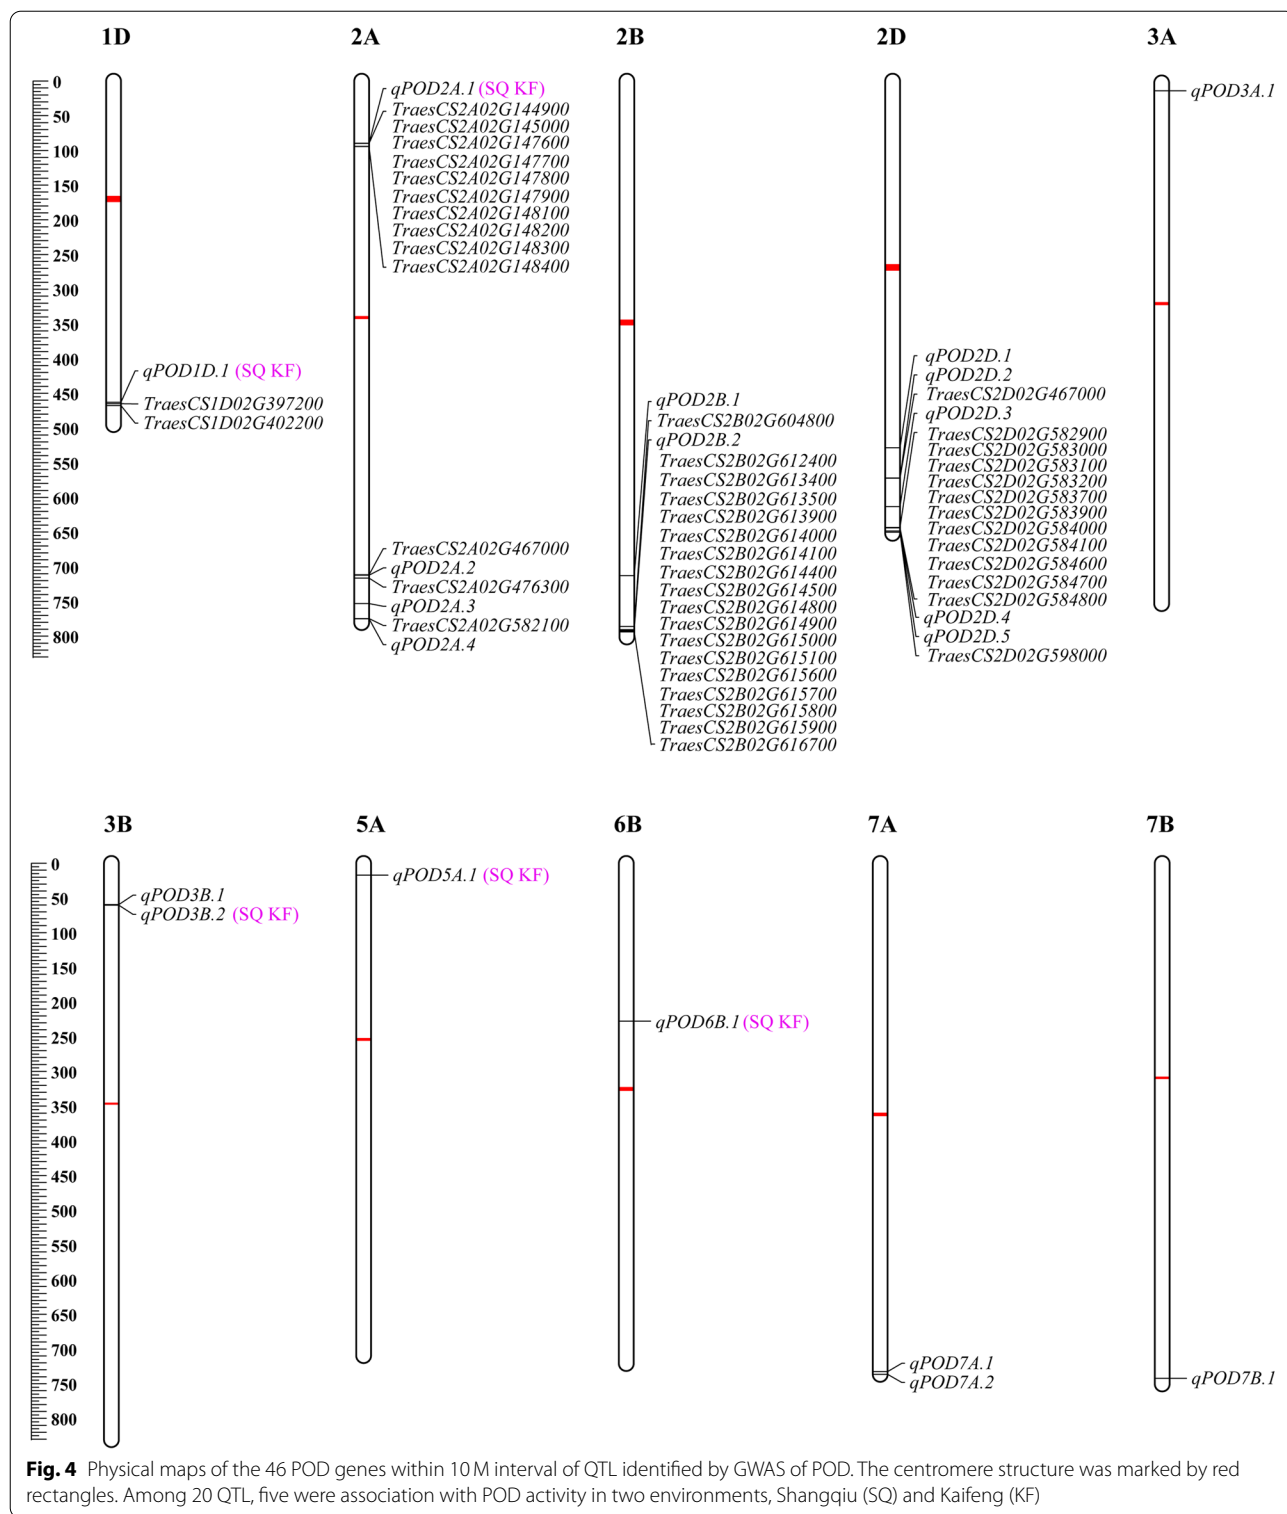 1D
2A
2B
2D
3A
0
50
100
150
200
250
300
350
400
450
500
550
600
650
700
750
800
qPOD1D.1 (SQ KF)
TraesCS1D02G397200
TraesCS1D02G402200
qPOD2A.1 (SQ KF)
TraesCS2A02G144900
TraesCS2A02G145000
TraesCS2A02G147600
TraesCS2A02G147700
TraesCS2A02G147800
TraesCS2A02G147900
TraesCS2A02G148100
TraesCS2A02G148200
TraesCS2A02G148300
TraesCS2A02G148400
TraesCS2A02G467000
qPOD2A.2
TraesCS2A02G476300
qPOD2A.3
TraesCS2A02G582100
qPOD2A.4
qPOD2B.1
TraesCS2B02G604800
qPOD2B.2
TraesCS2B02G612400
TraesCS2B02G613400
TraesCS2B02G613500
TraesCS2B02G613900
TraesCS2B02G614000
TraesCS2B02G614100
TraesCS2B02G614400
TraesCS2B02G614500
TraesCS2B02G614800
TraesCS2B02G614900
TraesCS2B02G615000
TraesCS2B02G615100
TraesCS2B02G615600
TraesCS2B02G615700
TraesCS2B02G615800
TraesCS2B02G615900
TraesCS2B02G616700
qPOD2D.1
qPOD2D.2
TraesCS2D02G467000
qPOD2D.3
TraesCS2D02G582900
TraesCS2D02G583000
TraesCS2D02G583100
TraesCS2D02G583200
TraesCS2D02G583700
TraesCS2D02G583900
TraesCS2D02G584000
TraesCS2D02G584100
TraesCS2D02G584600
TraesCS2D02G584700
TraesCS2D02G584800
qPOD2D.4
qPOD2D.5
TraesCS2D02G598000
qPOD3A.1
3B
5A
6B
7A
7B
0
50
100
150
200
250
300
350
400
450
500
550
600
650
700
750
800
qPOD3B.1
qPOD3B.2 (SQ KF)
qPOD5A.1 (SQ KF)
qPOD6B.1 (SQ KF)
qPOD7A.1
qPOD7A.2
qPOD7B.1
Fig. 4 Physical maps of the 46 POD genes within 10 M interval of QTL identified by GWAS of POD. The centromere structure was marked by red
rectangles. Among 20 QTL, five were association with POD activity in two environments, Shangqiu (SQ) and Kaifeng (KF)